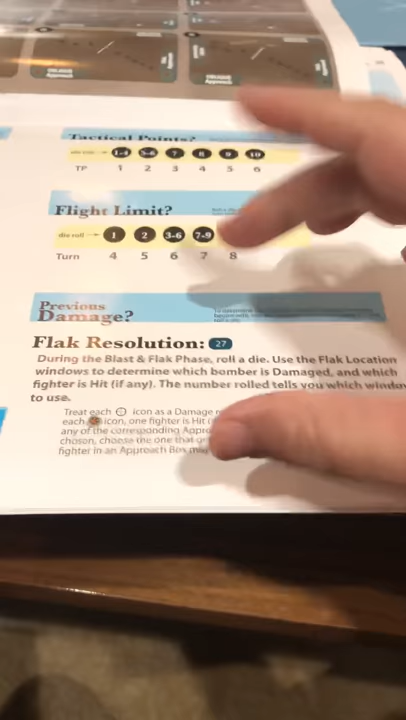 OBLIQUE
Approach
OBLIQUE
Approach
Tactical Points?
die roll → 1-4 5-6 7 8 9 10
TP 1 2 3 4 5 6
Flight Limit?
die roll → 1 2 3-6 7-9
Turn 4 5 6 7 8
Previous
Damage?
Flak Resolution: 27
During the Blast & Flak Phase, roll a die. Use the Flak Location
windows to determine which bomber is Damaged, and which
fighter is Hit (if any). The number rolled tells you which window
to use.
Treat each icon as a Damage
each icon, one fighter is Hit
any of the corresponding
chosen, choose the one that
fighter in an Approach Box may